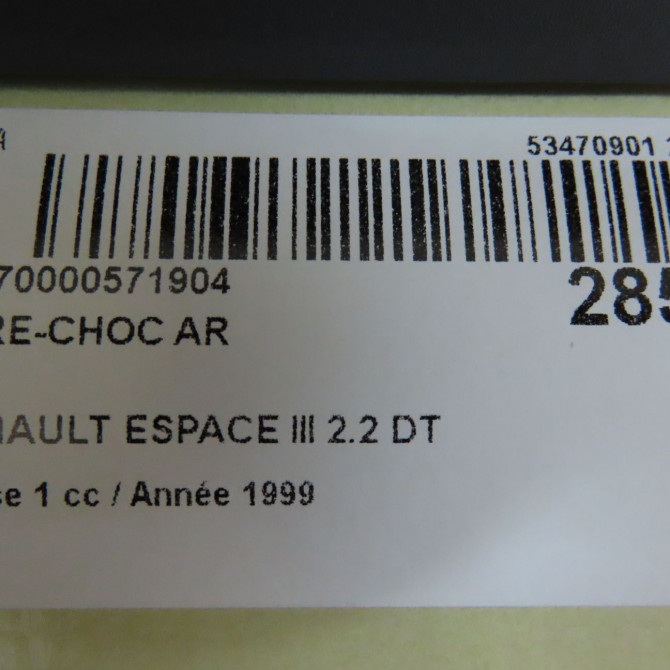 53470901
70000571904
285
RE-CHOC AR
NAULT ESPACE III 2.2 DT
se 1 cc / Année 1999